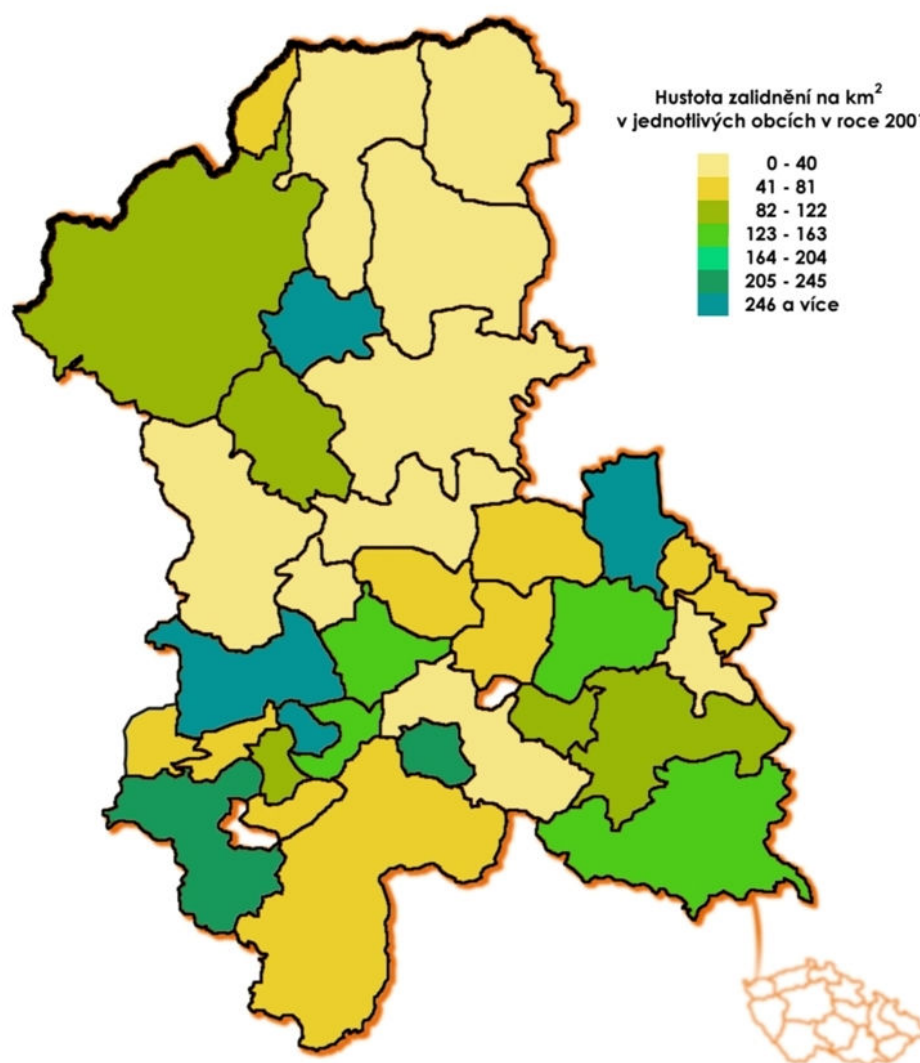 Hustota zalidnění na km²
v jednotlivých obcích v roce 2001
0 - 40
41 - 81
82 - 122
123 - 163
164 - 204
205 - 245
246 a více